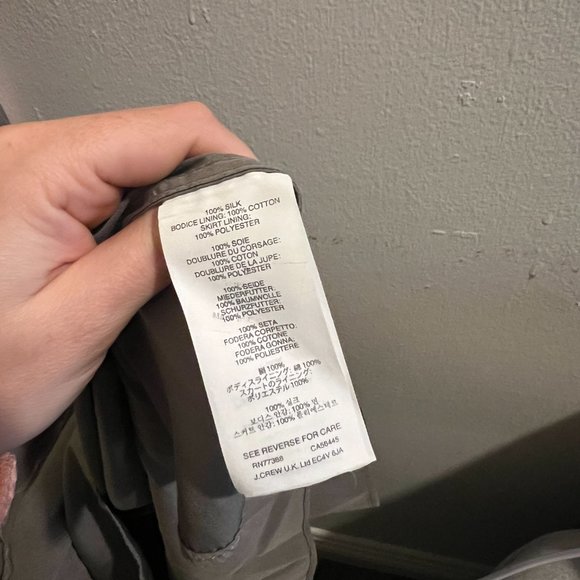 100% SILK
BODICE LINING: 100% COTTON
SKIRT LINING:
100% POLYESTER
100% SOIE
DOUBLURE DU CORSAGE:
100% COTON
DOUBLURE DE LA JUPE:
100% POLYESTER
100% SEIDE
MIEDERFUTTER:
100% BAUMWOLLE
SCHURZFUTTER:
100% POLYESTER
100% SETA
FODERA CORPETTO:
100% COTONE
FODERA GONNA:
100% POLIESTERE
絹 100%
ボディスライニング: 綿 100%
スカートのライニング:
ポリエステル 100%
100% 실크
보디스 안감: 100% 면
스커트 안감: 100% 폴리에스테르
SEE REVERSE FOR CARE
RN77388 CA56445
J.CREW U.K. Ltd EC4Y 6JA